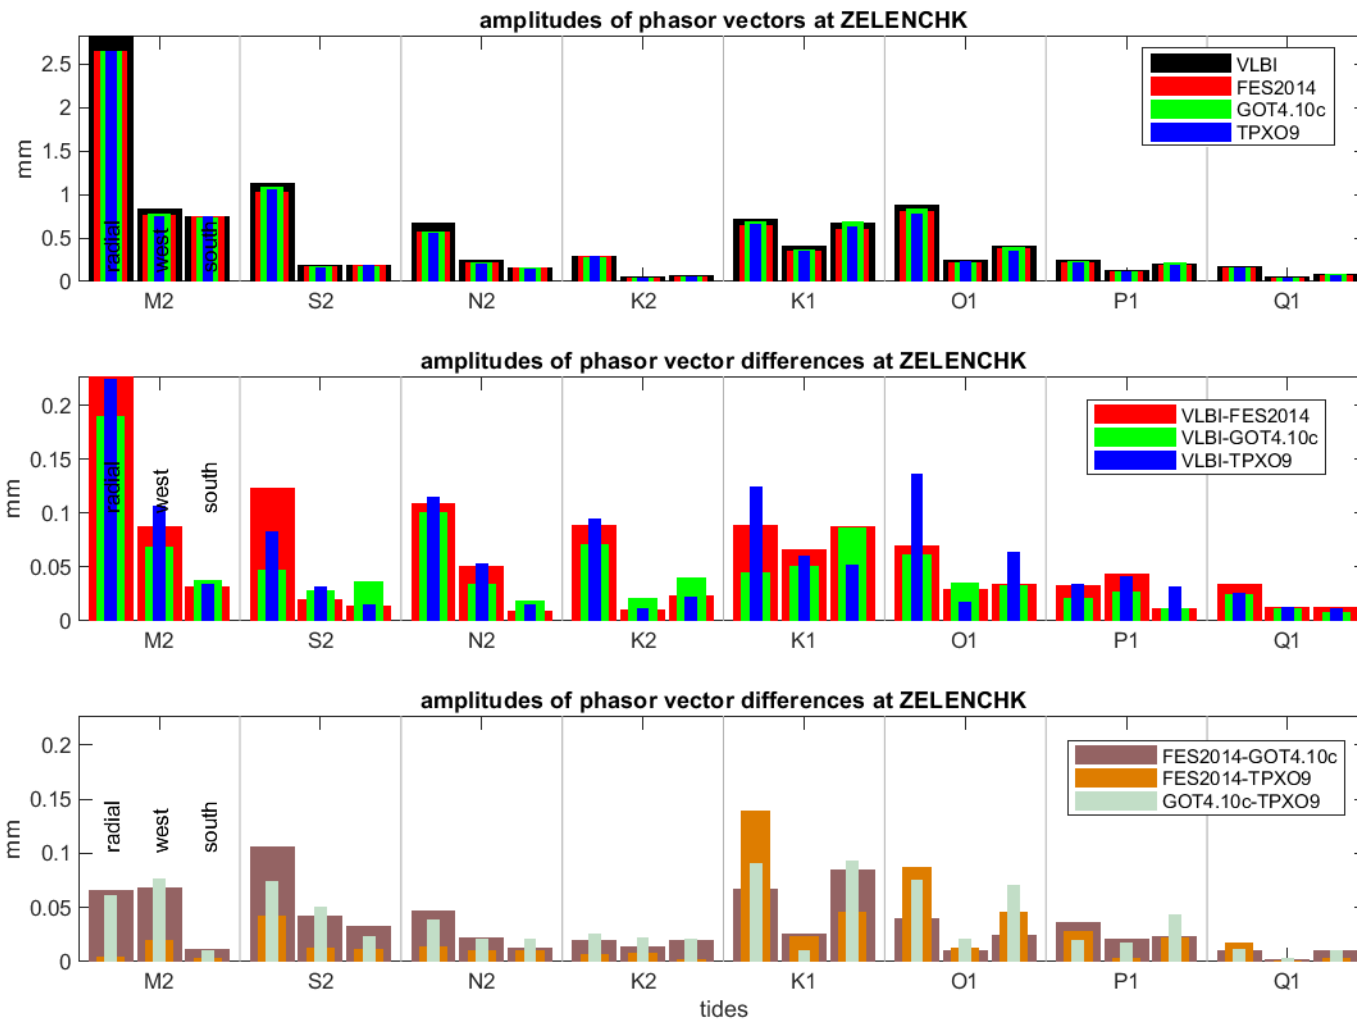 amplitudes of phasor vectors at ZELENCHK
mm
2.5
2
1.5
1
0.5
0
VLBI
FES2014
GOT4.10c
TPXO9
radial
west
south
M2 S2 N2 K2 K1 O1 P1 Q1
amplitudes of phasor vector differences at ZELENCHK
mm
0.2
0.15
0.1
0.05
0
VLBI-FES2014
VLBI-GOT4.10c
VLBI-TPXO9
radial
west
south
M2 S2 N2 K2 K1 O1 P1 Q1
amplitudes of phasor vector differences at ZELENCHK
mm
0.2
0.15
0.1
0.05
0
FES2014-GOT4.10c
FES2014-TPXO9
GOT4.10c-TPXO9
radial
west
south
M2 S2 N2 K2 K1 O1 P1 Q1
tides